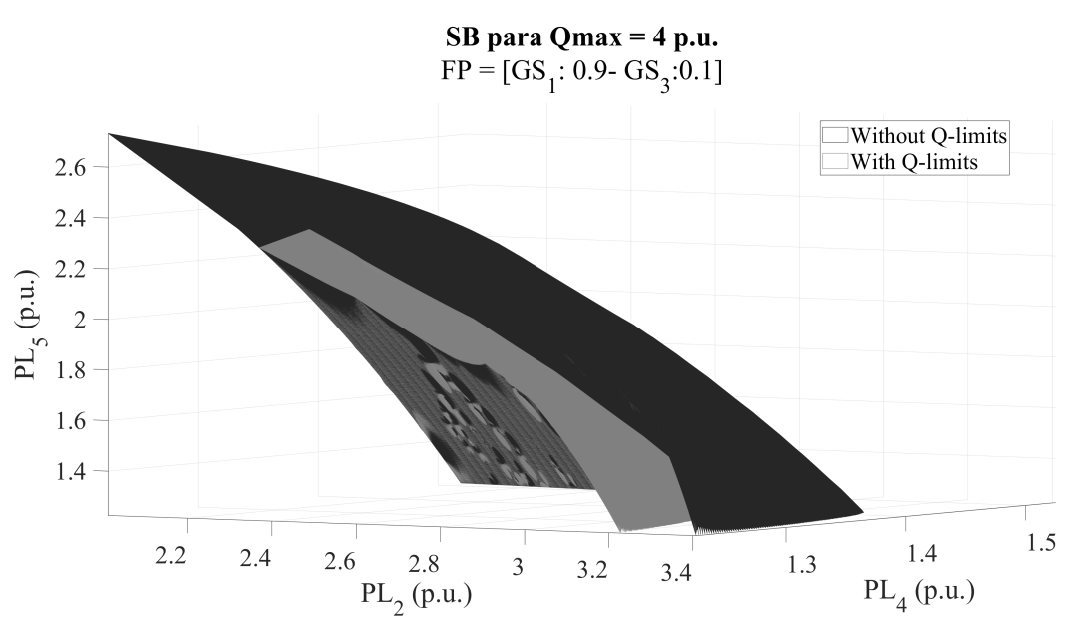 SB para Qmax = 4 p.u.
FP = [GS1: 0.9- GS3:0.1]
Without Q-limits
With Q-limits
2.6
2.4
2.2
2
1.8
1.6
1.4
PL5 (p.u.)
2.2
2.4
2.6
2.8
3
3.2
3.4
PL2 (p.u.)
1.3
1.4
1.5
PL4 (p.u.)